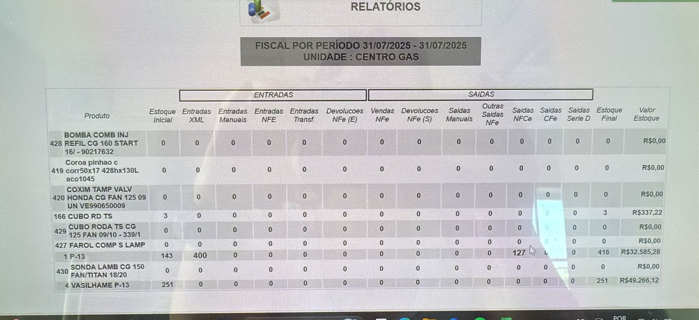 RELATÓRIOS
FISCAL POR PERÍODO 31/07/2025 - 31/07/2025
UNIDADE : CENTRO GAS
ENTRADAS SAIDAS
Produto Estoque Inicial Entradas XML Entradas Manuais Entradas NFE Entradas Transf. Devolucoes NFe (E) Vendas NFe Devolucoes NFe (S) Saidas Manuais Outras Saidas NFe Saidas NFCe Saidas CFe Saidas Serie D Estoque Final Valor Estoque
BOMBA COMB INJ
428 REFIL CG 160 START 0 0 0 0 0 0 0 0 0 0 0 0 0 0 R$0,00
16/ - 90217632
Coroa pinhao c
419 corr50x17 428hx130L 0 0 0 0 0 0 0 0 0 0 0 0 0 0 R$0,00
aco1045
COXIM TAMP VALV
420 HONDA CG FAN 125 09 0 0 0 0 0 0 0 0 0 0 0 0 0 0 R$0,00
UN VE990650009
166 CUBO RD TS 3 0 0 0 0 0 0 0 0 0 0 0 0 3 R$337,22
429 CUBO RODA TS CG 0 0 0 0 0 0 0 0 0 0 0 0 0 0 R$0,00
125 FAN 09/10 - 339/1
427 FAROL COMP S LAMP 0 0 0 0 0 0 0 0 0 0 0 0 0 0 R$0,00
1 P-13 143 400 0 0 0 0 0 0 0 0 127 0 416 R$32.585,28
430 SONDA LAMB CG 150 0 0 0 0 0 0 0 0 0 0 0 0 0 0 R$0,00
FAN/TITAN 18/20
4 VASILHAME P-13 251 0 0 0 0 0 0 0 0 0 0 0 0 251 R$49.266,12
POR